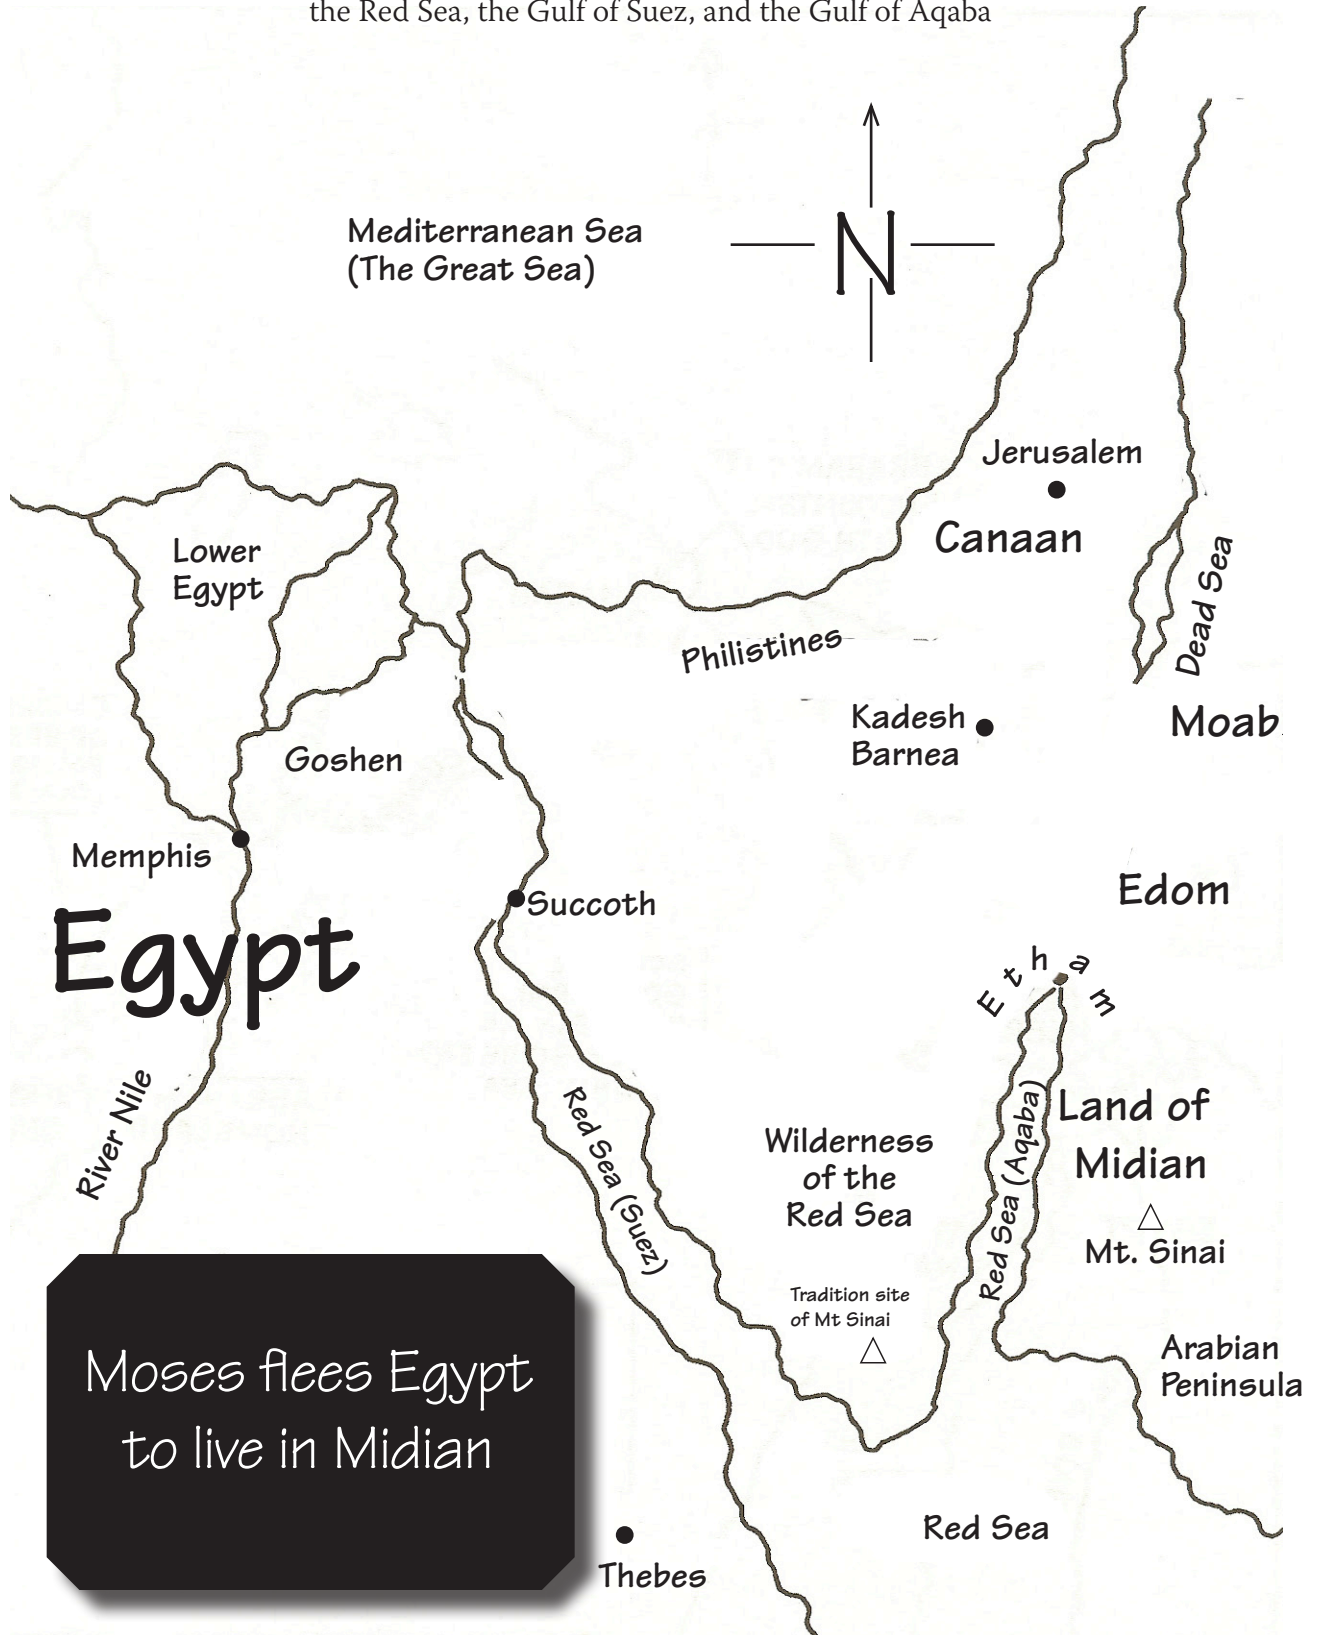 the Red Sea, the Gulf of Suez, and the Gulf of Aqaba
Mediterranean Sea
(The Great Sea)
N
Jerusalem
Canaan
Lower
Egypt
Dead Sea
Philistines
Kadesh
Barnea
Moab
Goshen
Memphis
Edom
Succoth
Egypt
Etham
River Nile
Red Sea (Suez)
Wilderness
of the
Red Sea
Red Sea (Aqaba)
Land of
Midian
Mt. Sinai
Tradition site
of Mt Sinai
Arabian
Peninsula
Moses flees Egypt
to live in Midian
Red Sea
Thebes